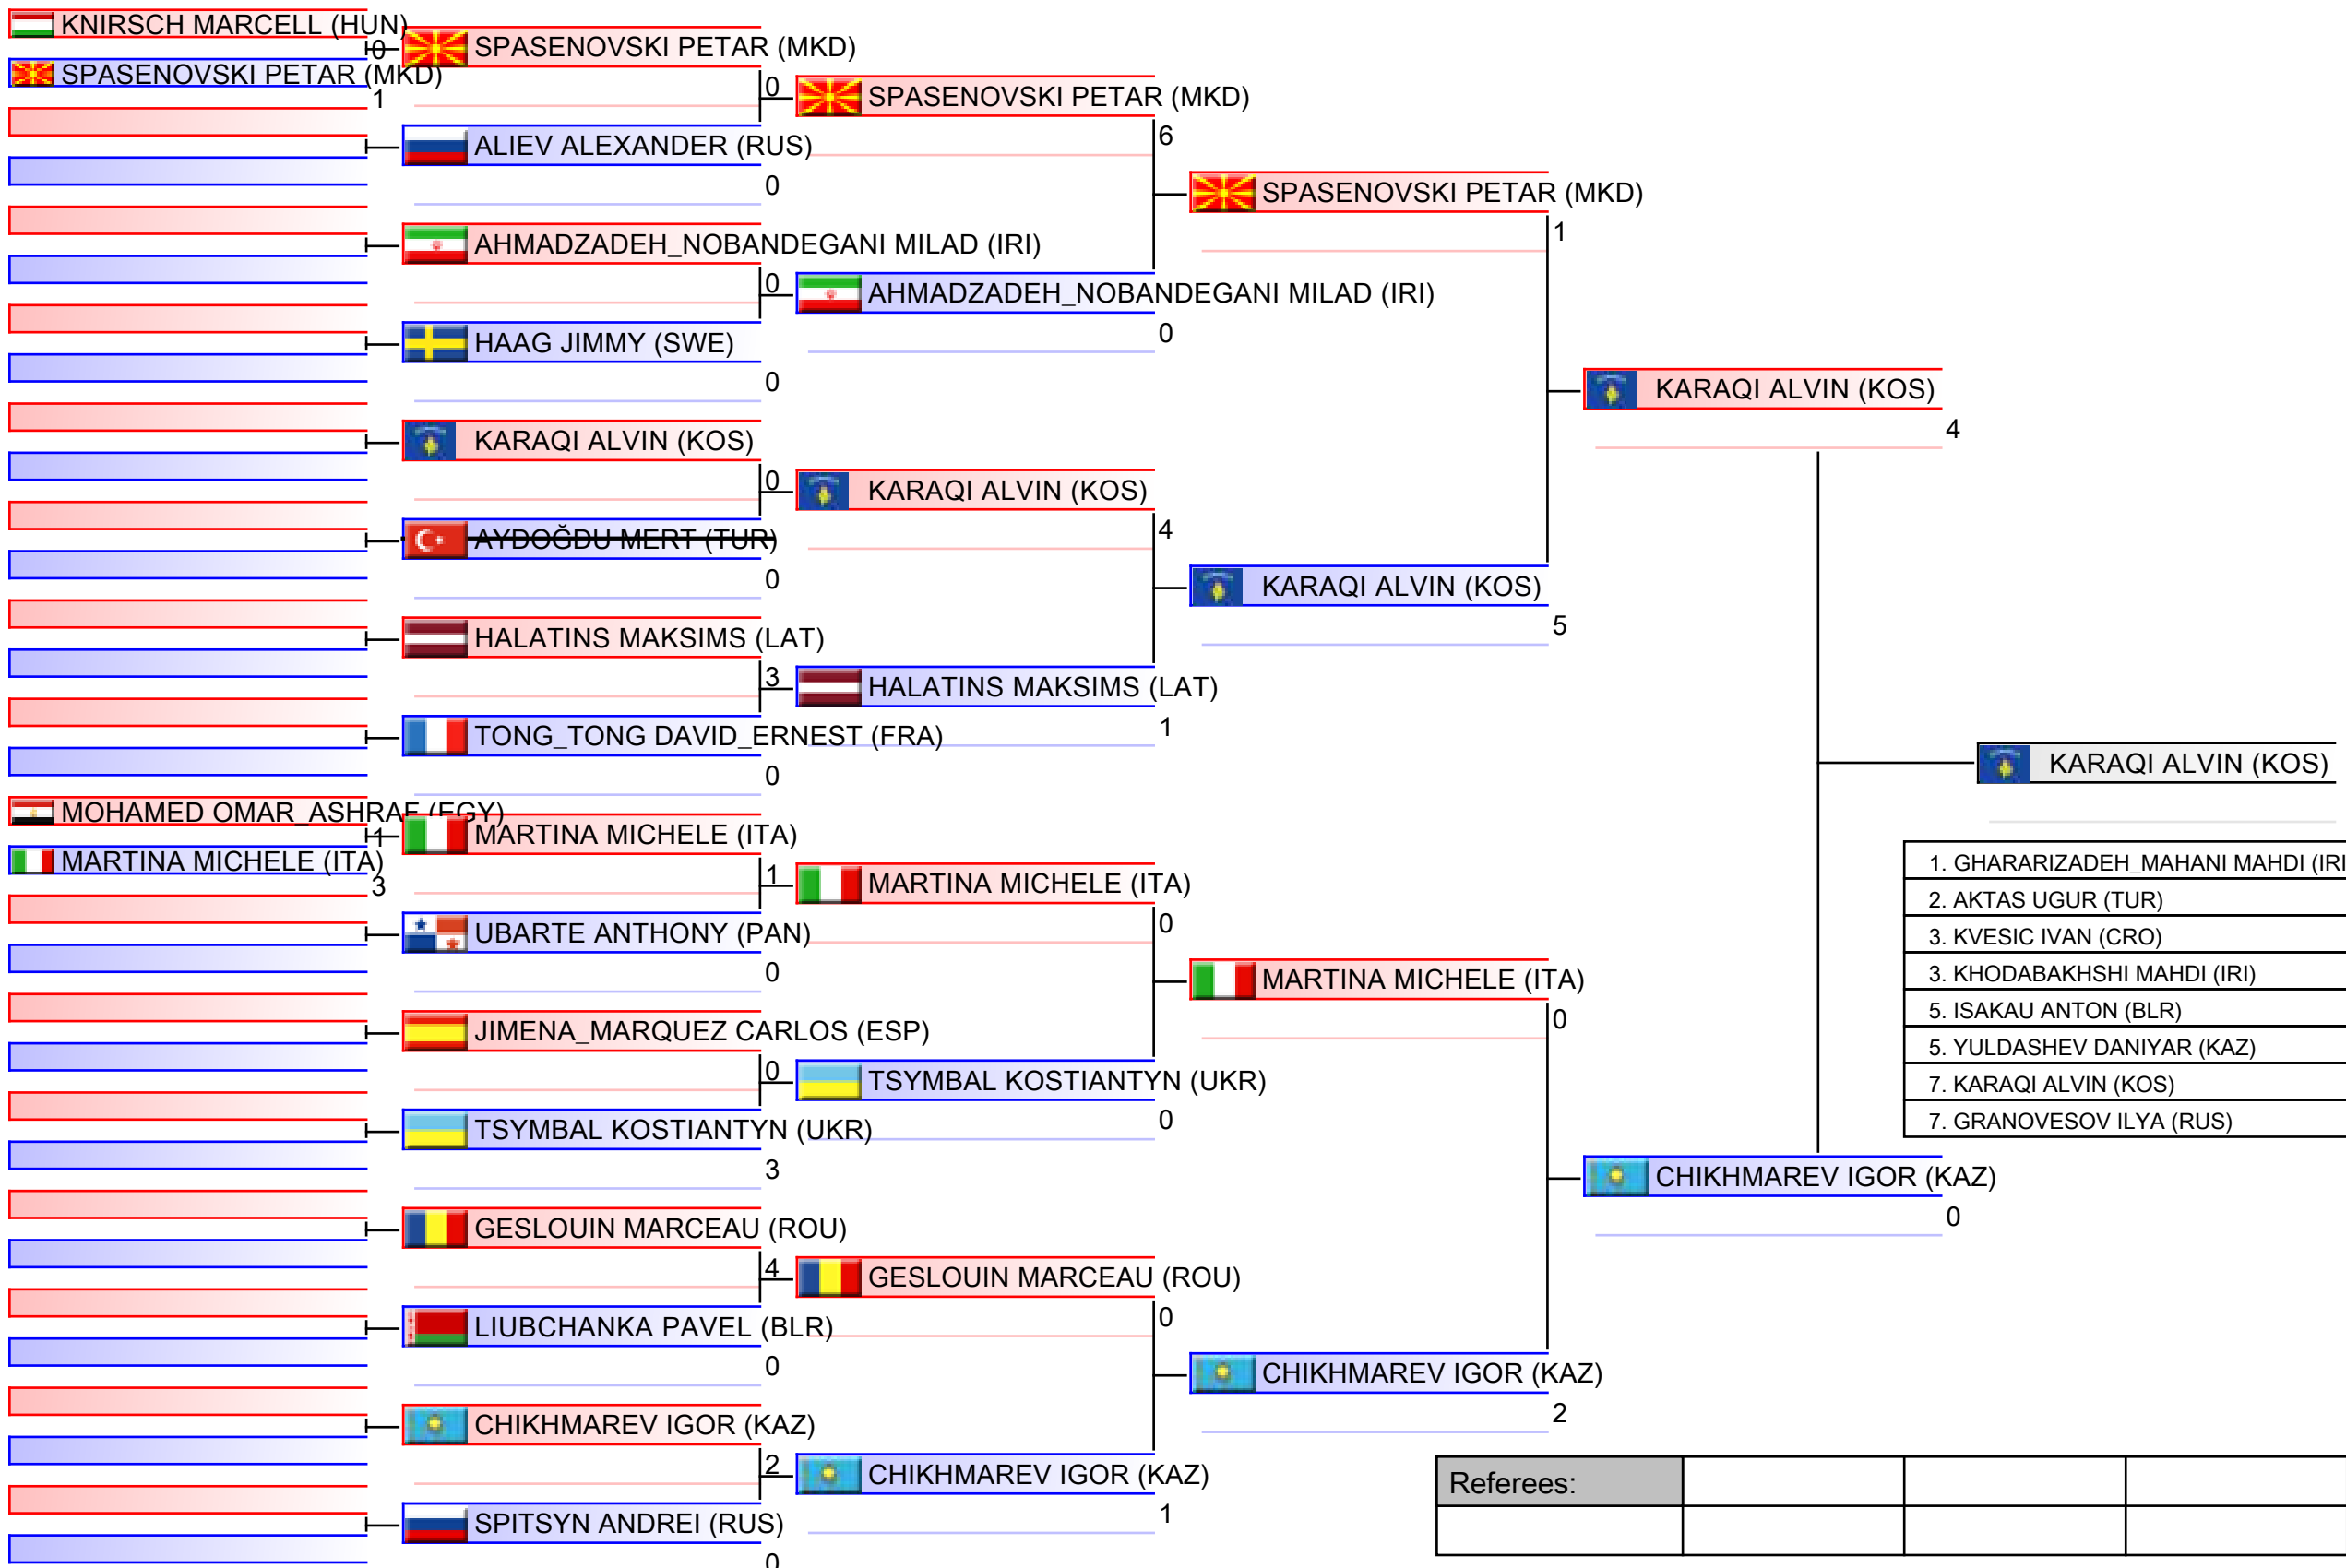 KNIRSCH MARCELL (HUN)
0
SPASENOVSKI PETAR (MKD)
1
MOHAMED OMAR_ASHRAF (EGY)
1
MARTINA MICHELE (ITA)
3
SPASENOVSKI PETAR (MKD)
0
ALIEV ALEXANDER (RUS)
0
AHMADZADEH_NOBANDEGANI MILAD (IRI)
0
HAAG JIMMY (SWE)
0
KARAQI ALVIN (KOS)
0
AYDOĞDU MERT (TUR)
0
HALATINS MAKSIMS (LAT)
3
TONG_TONG DAVID_ERNEST (FRA)
0
MARTINA MICHELE (ITA)
1
UBARTE ANTHONY (PAN)
0
JIMENA_MARQUEZ CARLOS (ESP)
0
TSYMBAL KOSTIANTYN (UKR)
3
GESLOUIN MARCEAU (ROU)
4
LIUBCHANKA PAVEL (BLR)
0
CHIKHMAREV IGOR (KAZ)
2
SPITSYN ANDREI (RUS)
0
SPASENOVSKI PETAR (MKD)
6
AHMADZADEH_NOBANDEGANI MILAD (IRI)
0
KARAQI ALVIN (KOS)
4
HALATINS MAKSIMS (LAT)
1
MARTINA MICHELE (ITA)
0
TSYMBAL KOSTIANTYN (UKR)
0
GESLOUIN MARCEAU (ROU)
0
CHIKHMAREV IGOR (KAZ)
1
SPASENOVSKI PETAR (MKD)
1
KARAQI ALVIN (KOS)
5
MARTINA MICHELE (ITA)
0
CHIKHMAREV IGOR (KAZ)
2
KARAQI ALVIN (KOS)
4
CHIKHMAREV IGOR (KAZ)
0
KARAQI ALVIN (KOS)
1. GHARARIZADEH_MAHANI MAHDI (IRI
2. AKTAS UGUR (TUR)
3. KVESIC IVAN (CRO)
3. KHODABAKHSHI MAHDI (IRI)
5. ISAKAU ANTON (BLR)
5. YULDASHEV DANIYAR (KAZ)
7. KARAQI ALVIN (KOS)
7. GRANOVESOV ILYA (RUS)
Referees: